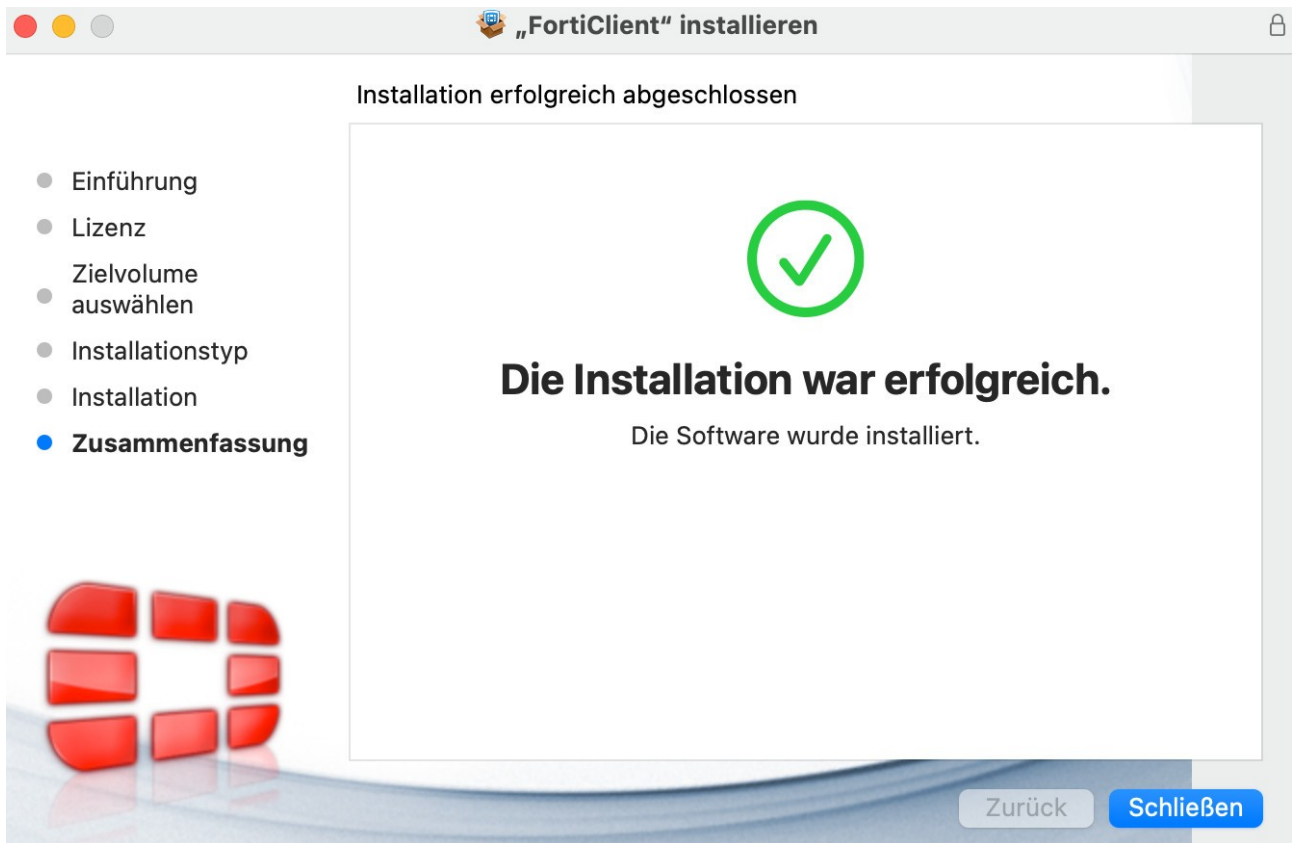 „FortiClient“ installieren
Installation erfolgreich abgeschlossen
Einführung
Lizenz
Zielvolume
auswählen
Installationstyp
Installation
Zusammenfassung
Die Installation war erfolgreich.
Die Software wurde installiert.
Zurück
Schließen